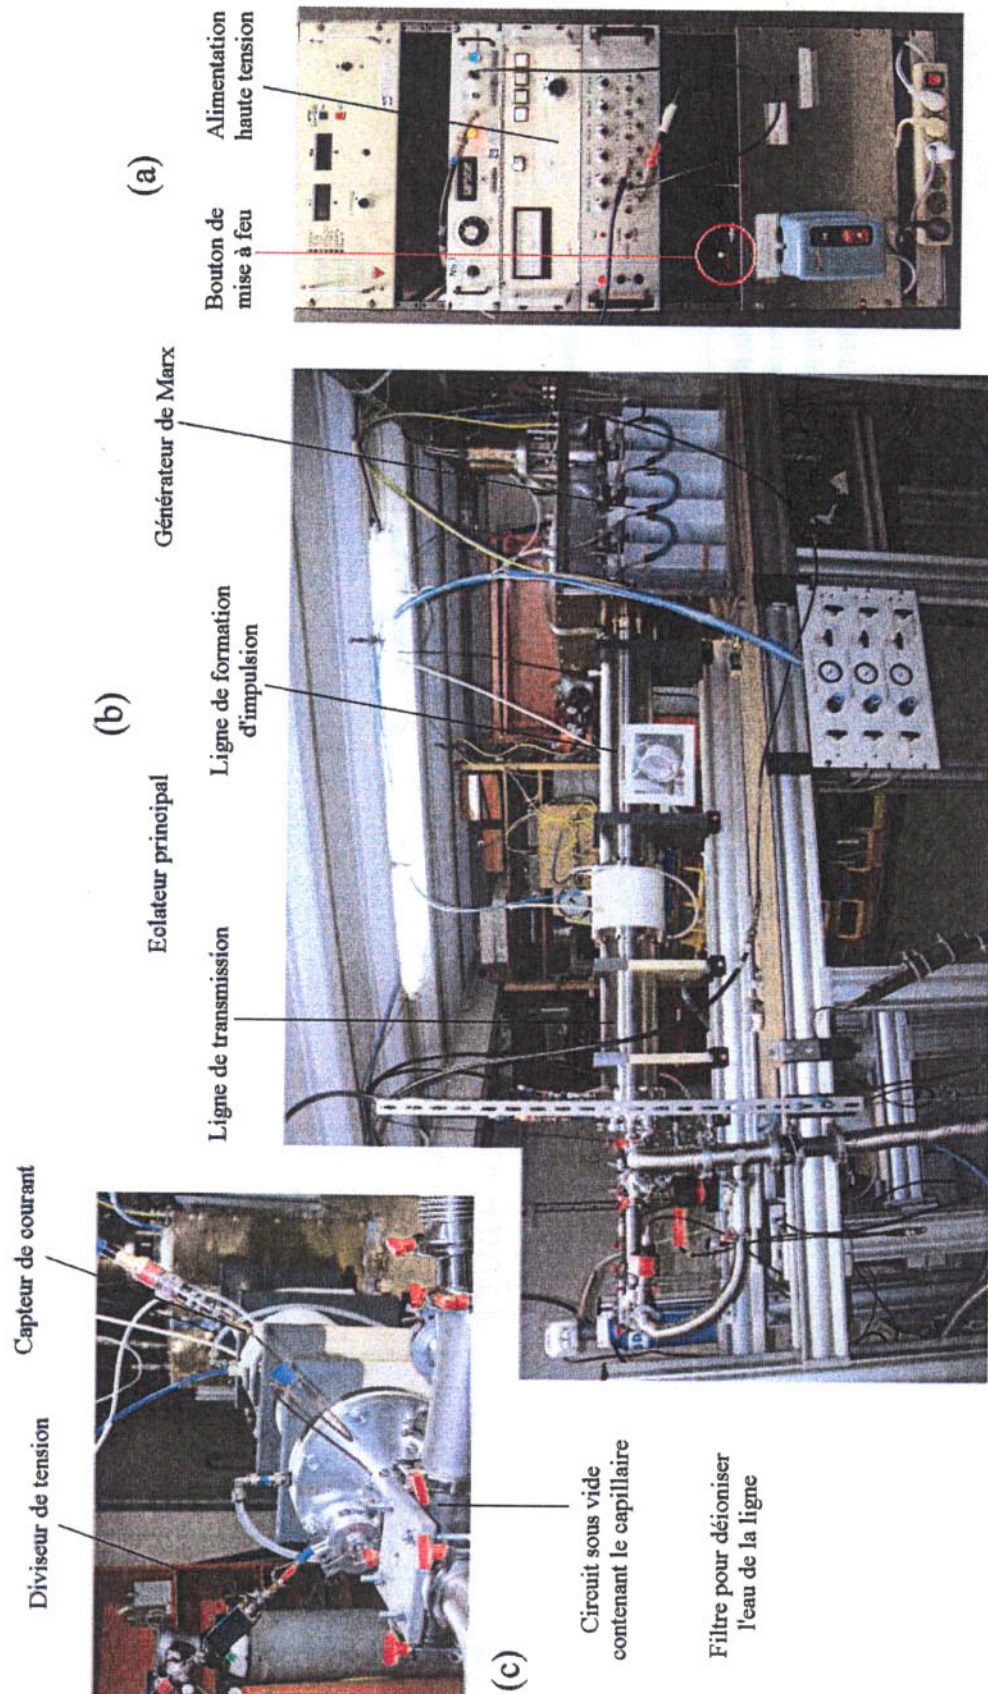 (a)
Bouton de
mise à feu
Alimentation
haute tension
(b)
Eclateur principal
Ligne de transmission
Ligne de formation
d'impulsion
Générateur de Marx
Diviseur de tension
Capteur de courant
(c)
Circuit sous vide
contenant le capillaire
Filtre pour déioniser
l'eau de la ligne